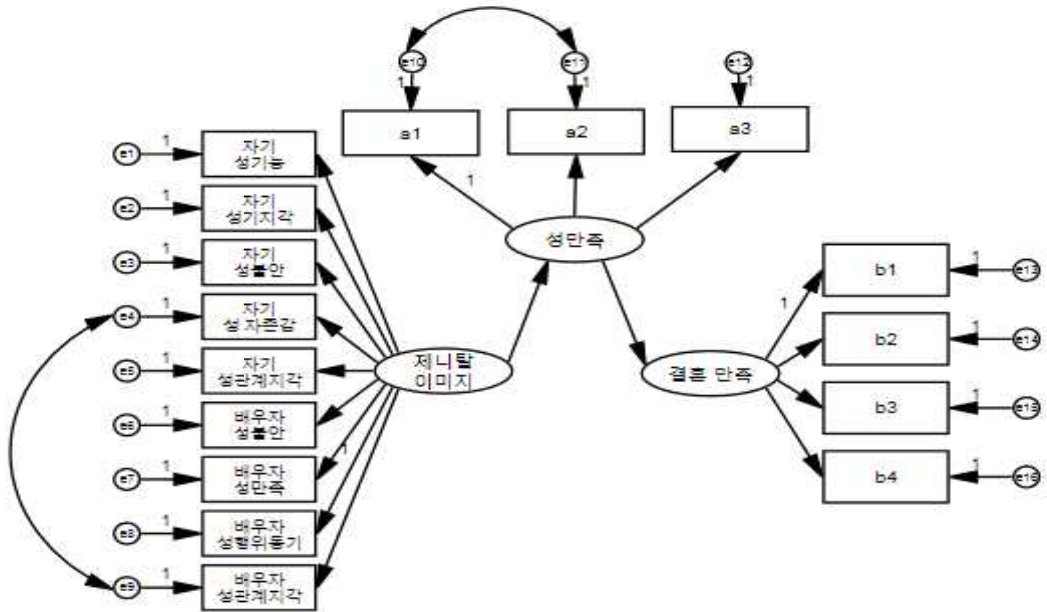 e10
e11
e12
1
1
1
a1
a2
a3
1
성만족
e1
1
자기
성기능
e2
1
자기
성기지각
e3
1
자기
성불안
e4
1
자기
성 자존감
e5
1
자기
성관계지각
e6
1
배우자
성불안
e7
1
배우자
성만족
e8
1
배우자
성행위동기
e9
1
배우자
성관계지각
1
제니탈
이미지
결혼 만족
1
b1
1
e13
b2
1
e14
b3
1
e15
b4
1
e16